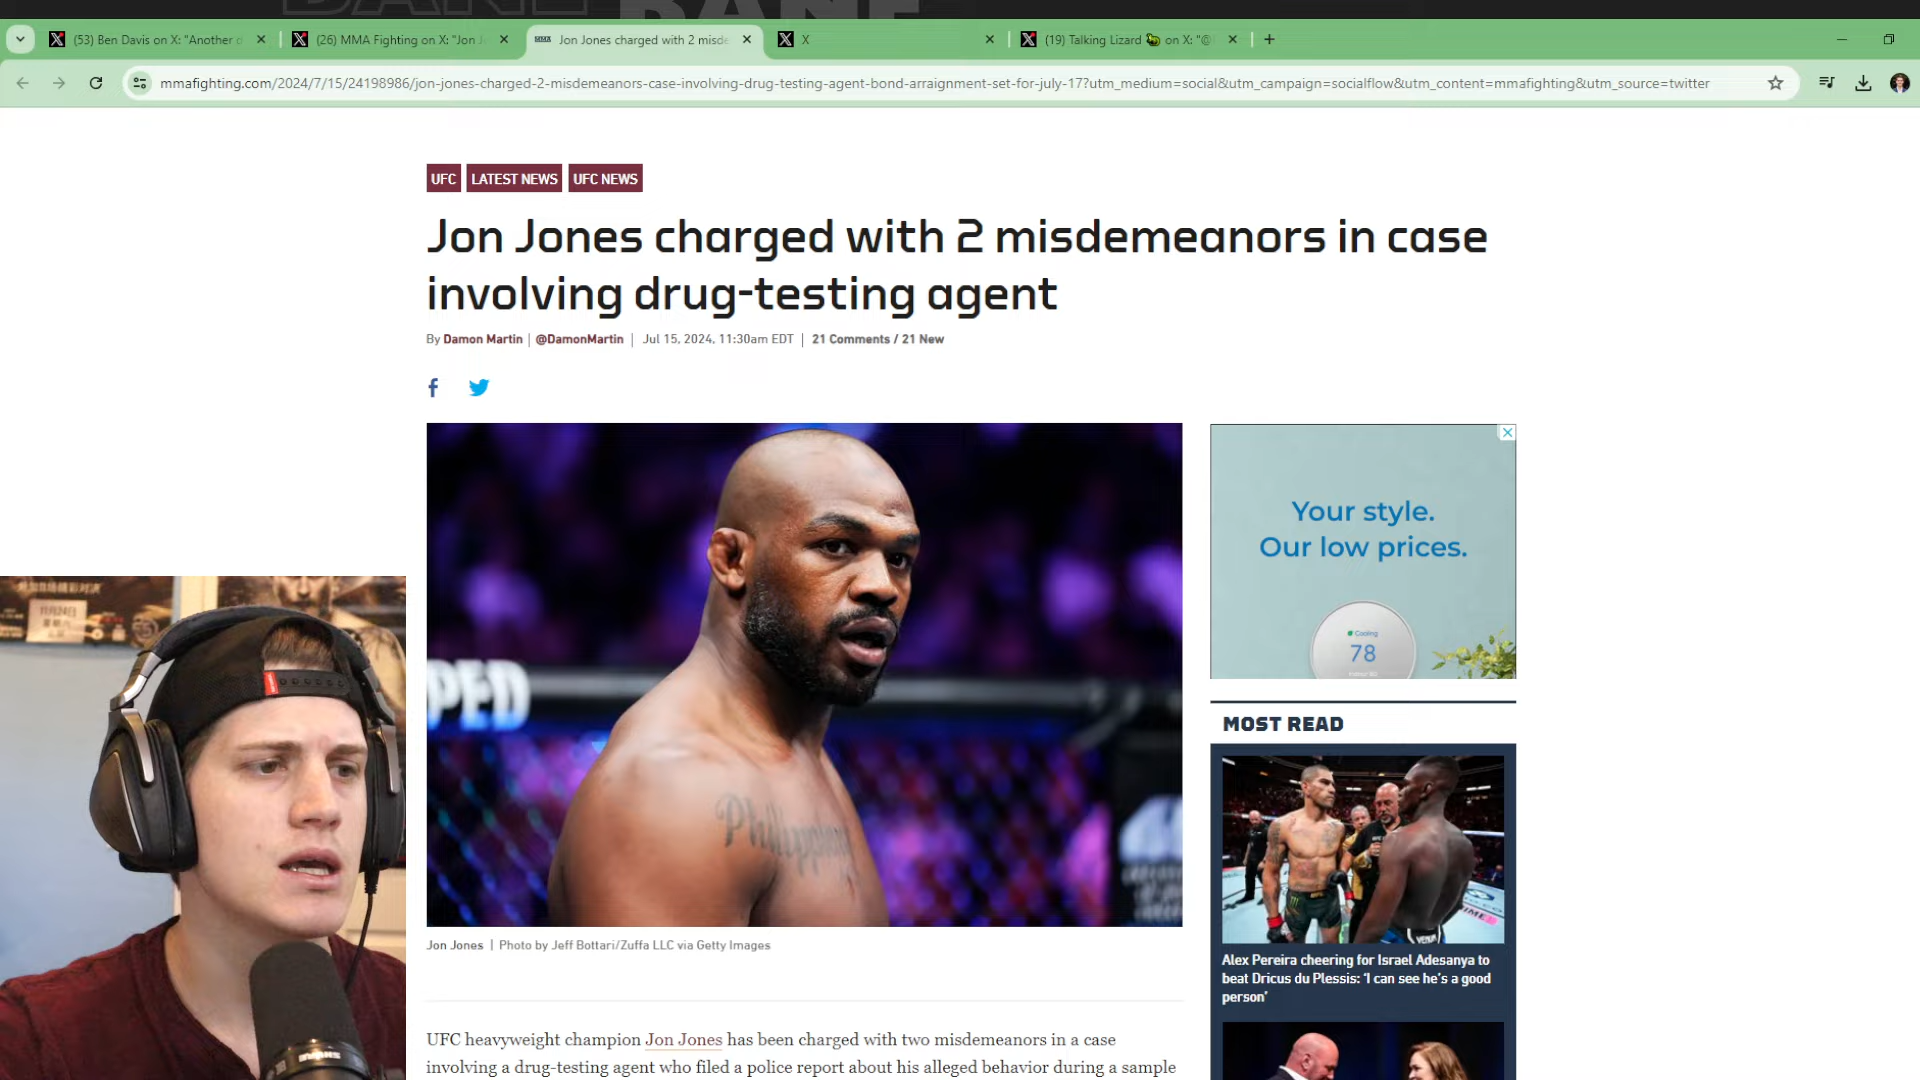 (53) Ben Davis on X: "Another o
(26) MMA Fighting on X: "Jon J
Jon Jones charged with 2 misde
X
(19) Talking Lizard 🦎 on X: "@
mmafighting.com/2024/7/15/24198986/jon-jones-charged-2-misdemeanors-case-involving-drug-testing-agent-bond-arraignment-set-for-july-17?utm_medium=social&utm_campaign=socialflow&utm_content=mmafighting&utm_source=twitter
UFC LATEST NEWS UFC NEWS
Jon Jones charged with 2 misdemeanors in case
involving drug-testing agent
By Damon Martin | @DamonMartin | Jul 15, 2024, 11:30am EDT | 21 Comments / 21 New
PED
Philippians
Jon Jones | Photo by Jeff Bottari/Zuffa LLC via Getty Images
Your style.
Our low prices.
Cooling
78
MOST READ
VENUM
Alex Pereira cheering for Israel Adesanya to
beat Dricus du Plessis: 'I can see he's a good
person'
UFC heavyweight champion Jon Jones has been charged with two misdemeanors in a case
involving a drug-testing agent who filed a police report about his alleged behavior during a sample